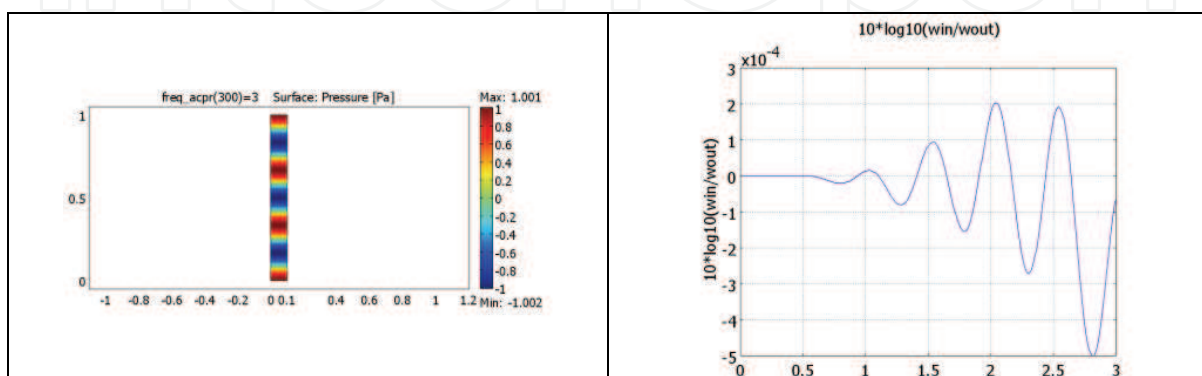 freq_acpr(300)=3 Surface: Pressure [Pa]
Max: 1.001
1
0.5
0
-1 -0.8 -0.6 -0.4 -0.2 0 0.1 0.4 0.6 0.8 1 1.2
1
0.8
0.6
0.4
0.2
0
-0.2
-0.4
-0.6
-0.8
-1
Min: -1.002
10*log10(win/wout)
x10-4
3
2
1
0
-1
-2
-3
-4
-5
10*log10(win/wout)
0 0.5 1 1.5 2 2.5 3